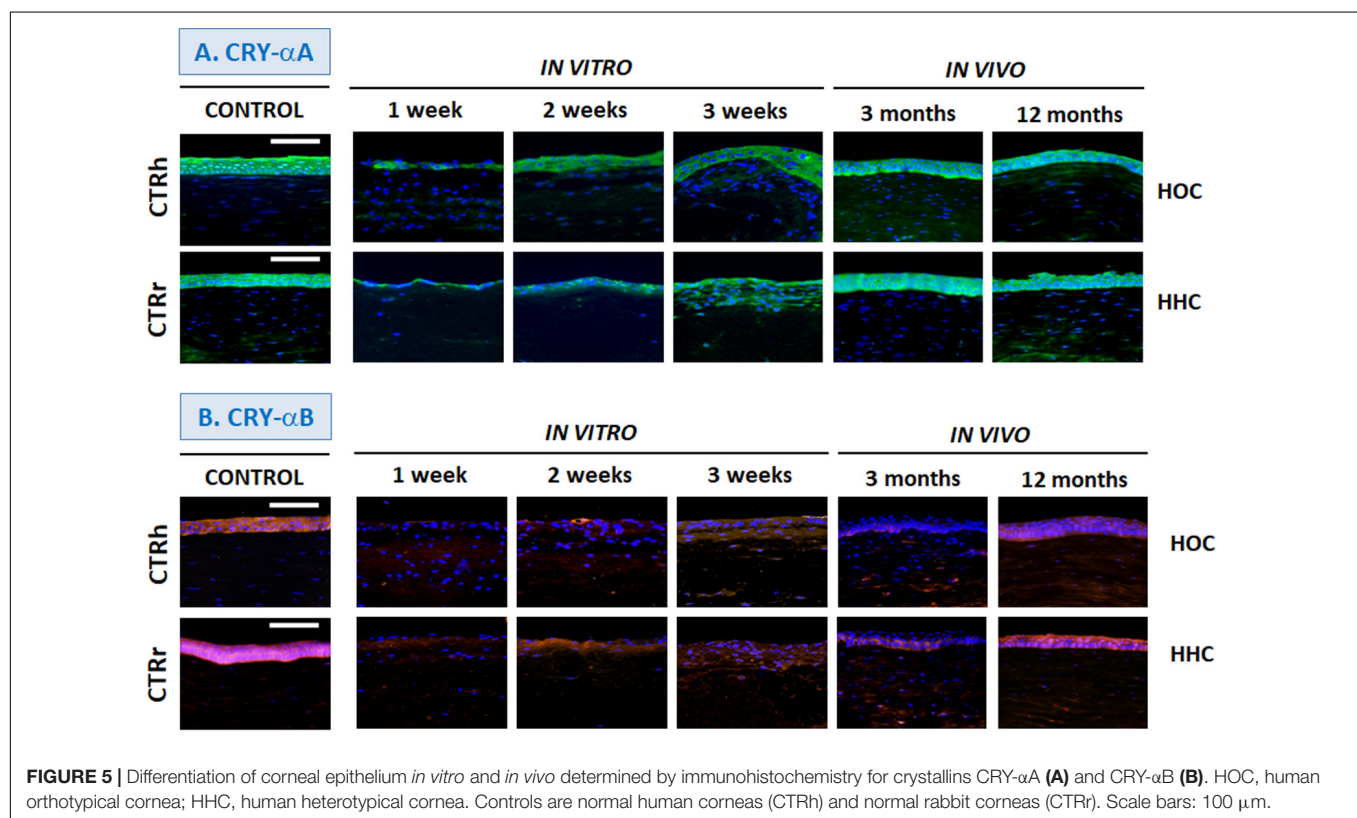 A. CRY-αA
IN VITRO
IN VIVO
CONTROL
1 week
2 weeks
3 weeks
3 months
12 months
CTRh
HOC
CTRr
HHC
B. CRY-αB
IN VITRO
IN VIVO
CONTROL
1 week
2 weeks
3 weeks
3 months
12 months
CTRh
HOC
CTRr
HHC
FIGURE 5 | Differentiation of corneal epithelium in vitro and in vivo determined by immunohistochemistry for crystallins CRY-αA (A) and CRY-αB (B). HOC, human
orthotypical cornea; HHC, human heterotypical cornea. Controls are normal human corneas (CTRh) and normal rabbit corneas (CTRr). Scale bars: 100 μm.